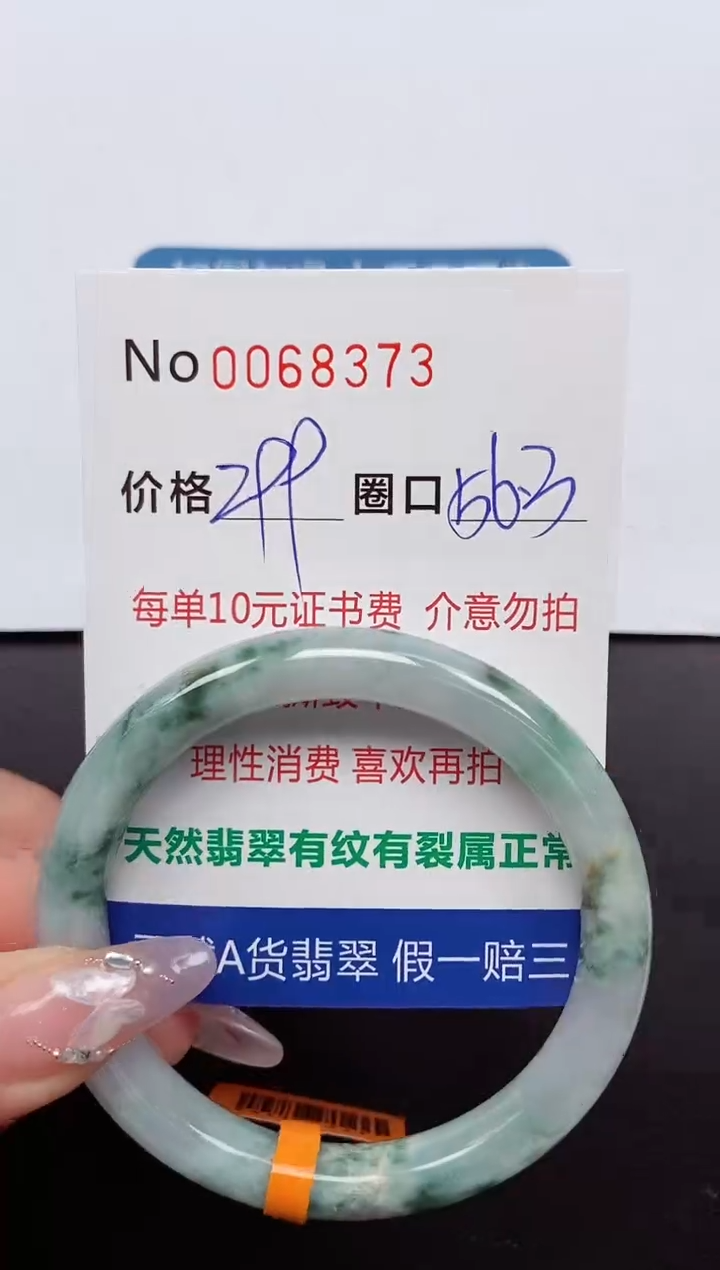 No 0068373
价格 299 圈口 56.3
每单10元证书费 介意勿拍
理性消费 喜欢再拍
天然翡翠有纹有裂属正常
A货翡翠 假一赔三